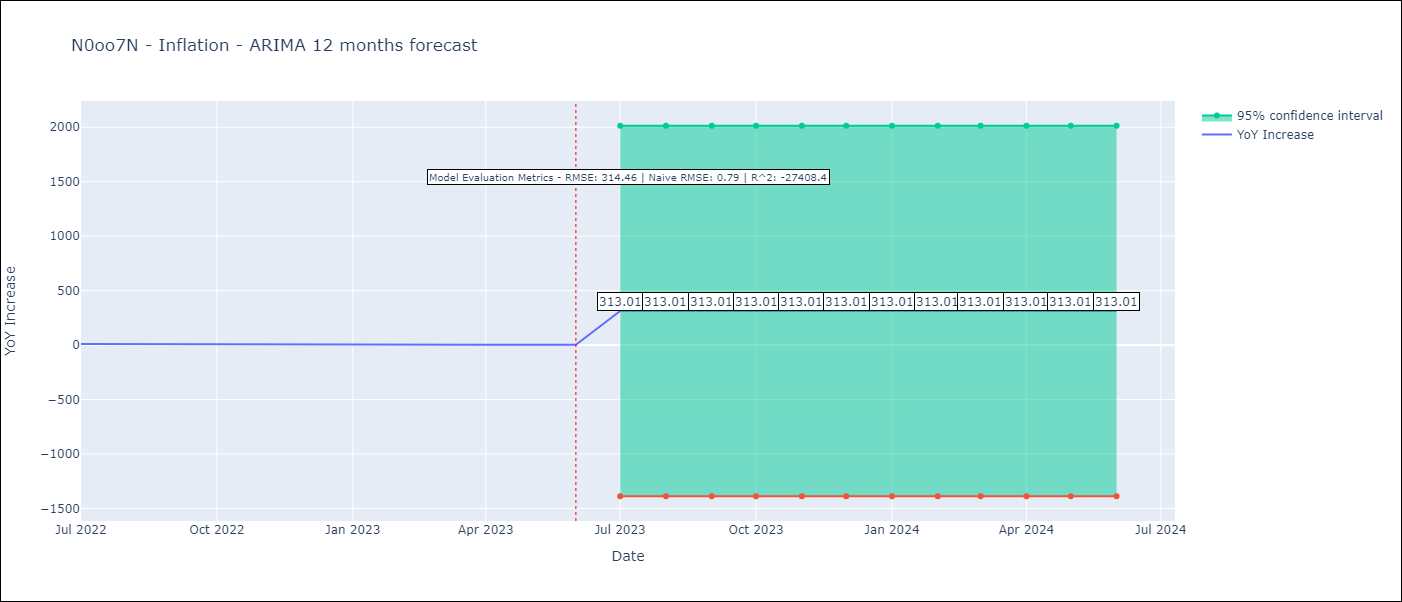 N0oo7N - Inflation - ARIMA 12 months forecast
95% confidence interval
YoY Increase
Model Evaluation Metrics - RMSE: 314.46 | Naive RMSE: 0.79 | R^2: -27408.4
2000
1500
1000
500
0
−500
−1000
−1500
YoY Increase
313.01 313.01 313.01 313.01 313.01 313.01 313.01 313.01 313.01 313.01 313.01 313.01
Jul 2022 Oct 2022 Jan 2023 Apr 2023 Jul 2023 Oct 2023 Jan 2024 Apr 2024 Jul 2024
Date